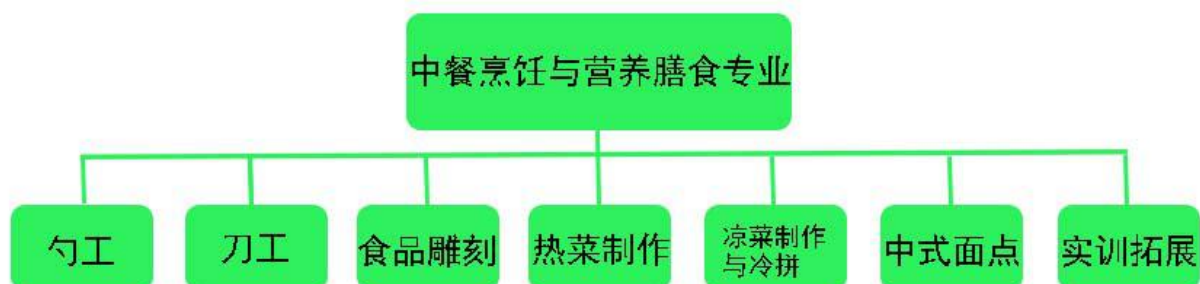 中餐烹饪与营养膳食专业
勺工
刀工
食品雕刻
热菜制作
凉菜制作
与冷拼
中式面点
实训拓展